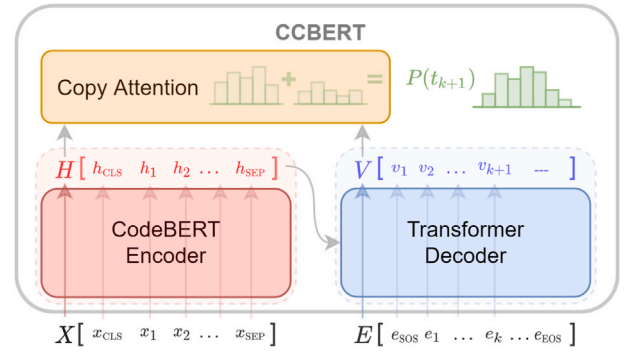 CCBERT
Copy Attention + = P(t_{k+1})
H [ h_CLS h_1 h_2 … h_SEP ] V [ v_1 v_2 … v_{k+1} --- ]
CodeBERT
Encoder
Transformer
Decoder
X [ x_CLS x_1 x_2 … x_SEP ] E [ e_SOS e_1 … e_k … e_EOS ]